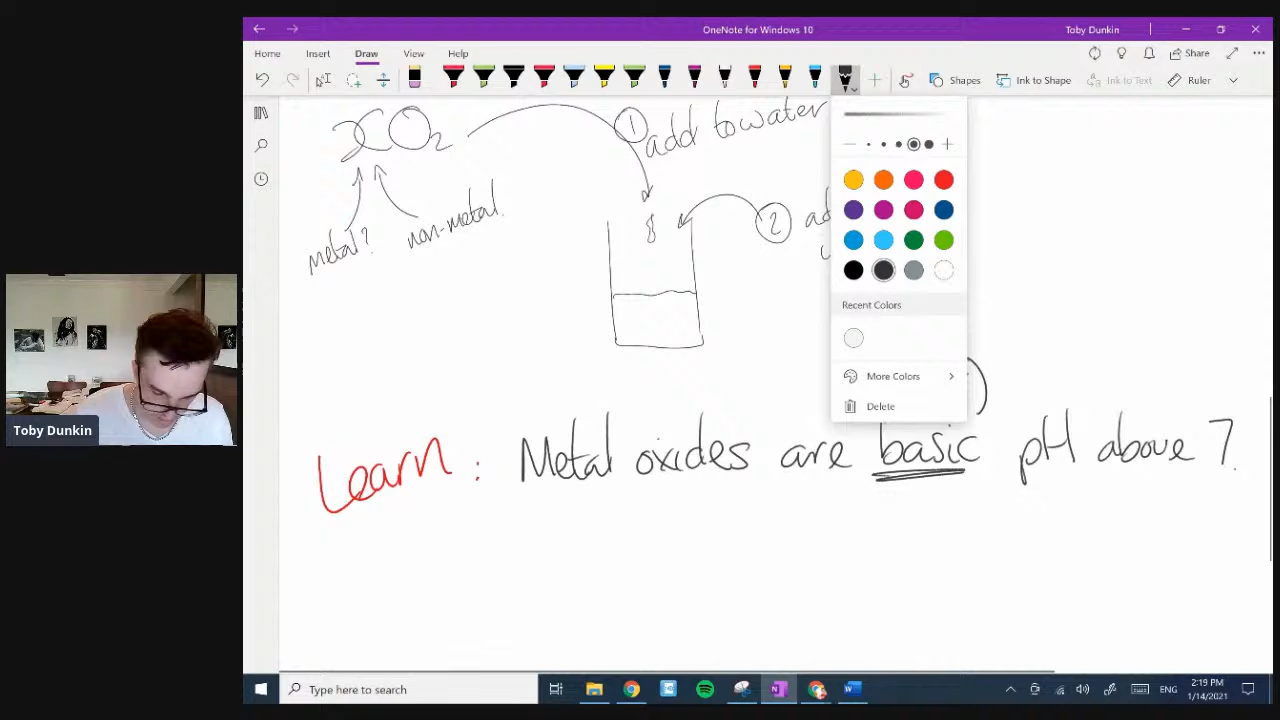 OneNote for Windows 10
Toby Dunkin
Home Insert Draw View Help
Share
Shapes
Ink to Shape
Ink to Text
Ruler
XCO2
① add to water
metal?
non-metal.
②
Recent Colors
More Colors
Delete
Toby Dunkin
Learn : Metal oxides are basic pH above 7.
Type here to search
ENG
2:19 PM
1/14/2021